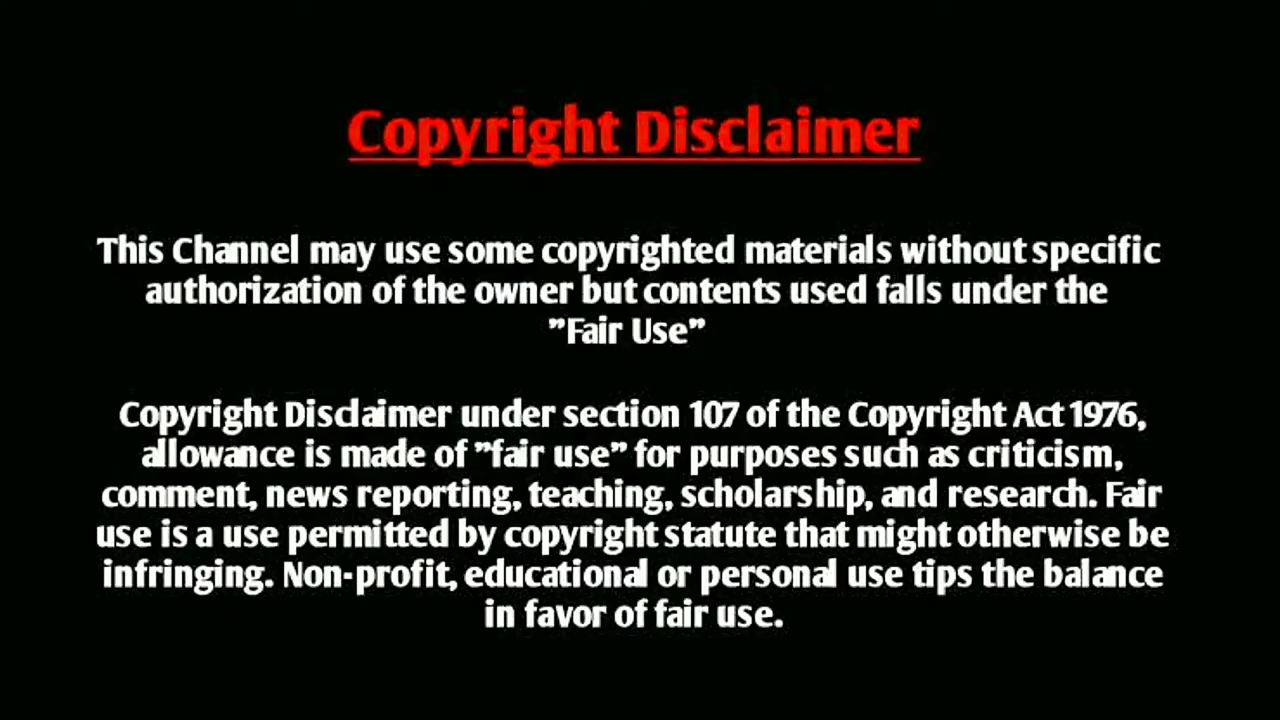 Copyright Disclaimer
This Channel may use some copyrighted materials without specific
authorization of the owner but contents used falls under the
”Fair Use”
Copyright Disclaimer under section 107 of the Copyright Act 1976,
allowance is made of ”fair use” for purposes such as criticism,
comment, news reporting, teaching, scholarship, and research. Fair
use is a use permitted by copyright statute that might otherwise be
infringing. Non-profit, educational or personal use tips the balance
in favor of fair use.